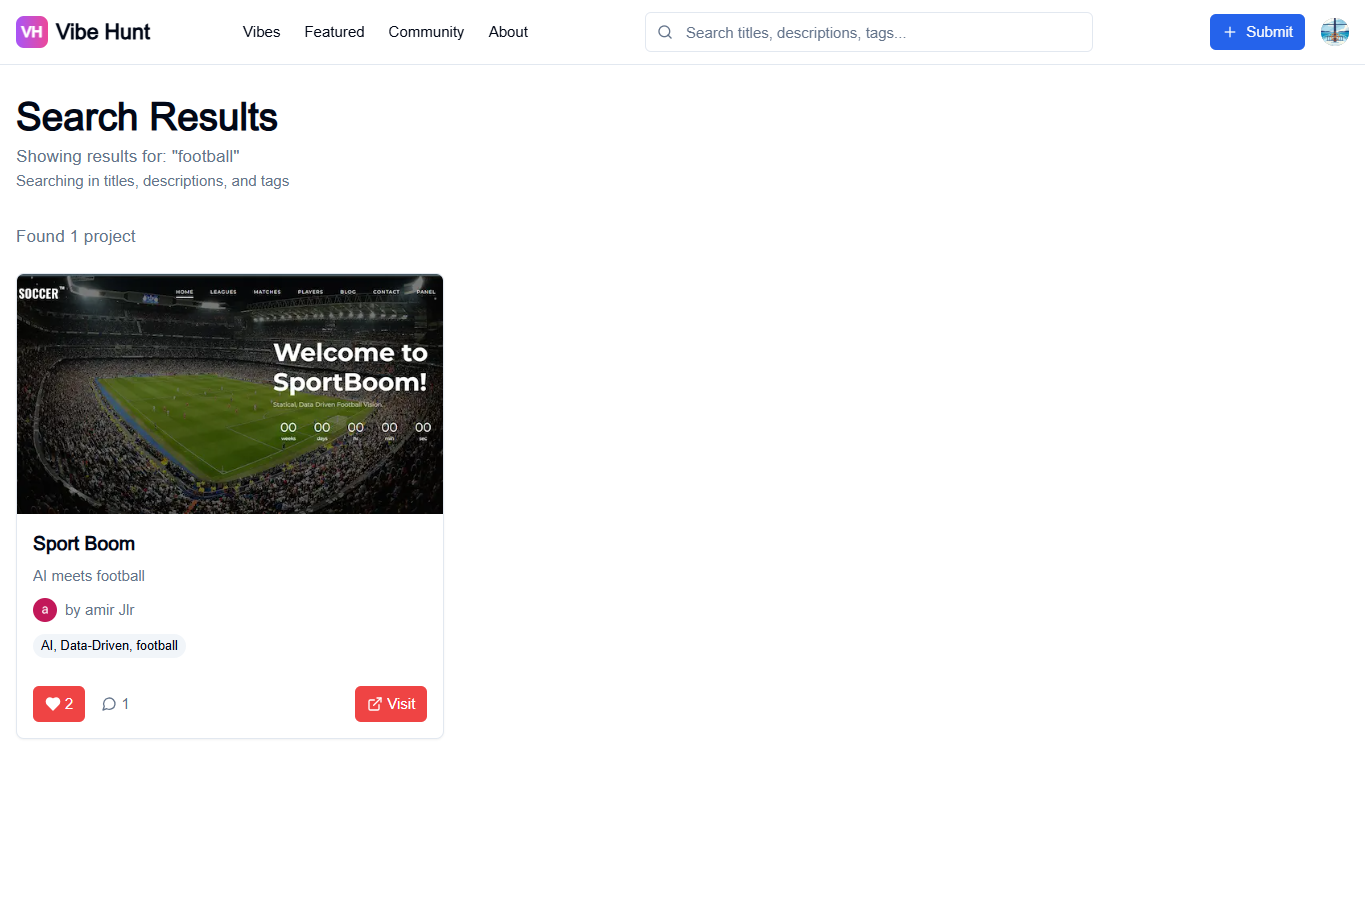 VH Vibe Hunt
Vibes Featured Community About
Search titles, descriptions, tags...
+ Submit
Search Results
Showing results for: "football"
Searching in titles, descriptions, and tags
Found 1 project
SOCCER™
HOME LEAGUES MATCHES PLAYERS BLOG CONTACT PANEL
Welcome to
SportBoom!
Statical, Data Driven Football Vision.
00 00 00 00 00
weeks days hr min sec
Sport Boom
AI meets football
a by amir Jlr
AI, Data-Driven, football
2 1 Visit